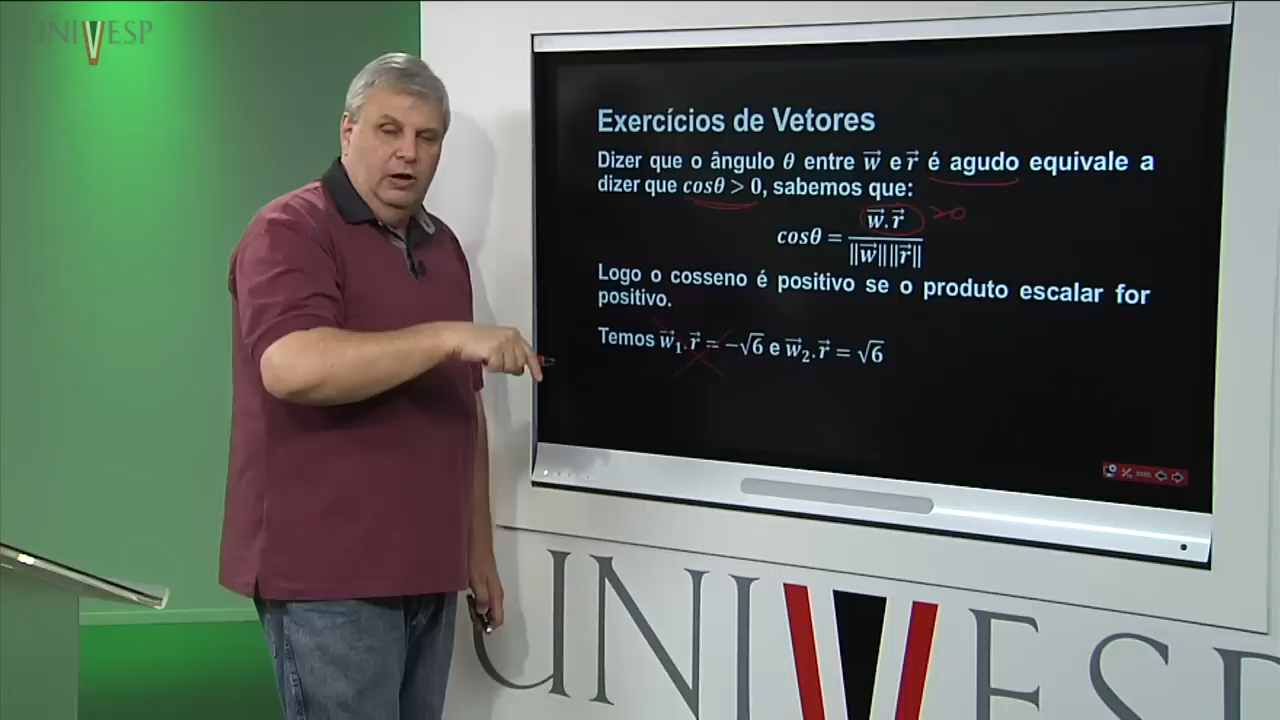 UNIVESP
Exercícios de Vetores
Dizer que o ângulo θ entre w⃗ e r⃗ é agudo equivale a
dizer que cosθ > 0, sabemos que:
cosθ = w⃗.r⃗ / ‖w⃗‖‖r⃗‖ >0
Logo o cosseno é positivo se o produto escalar for
positivo.
Temos w⃗₁.r⃗ = −√6 e w⃗₂.r⃗ = √6
UNIVESP